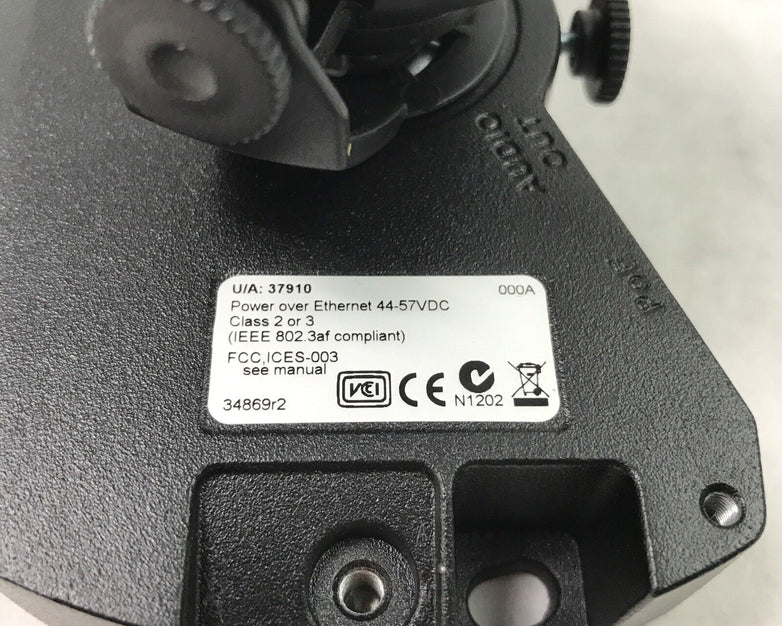 AUDIO
OUT
POE
U/A: 37910 000A
Power over Ethernet 44-57VDC
Class 2 or 3
(IEEE 802.3af compliant)
FCC,ICES-003
see manual
VCI CE N1202
34869r2